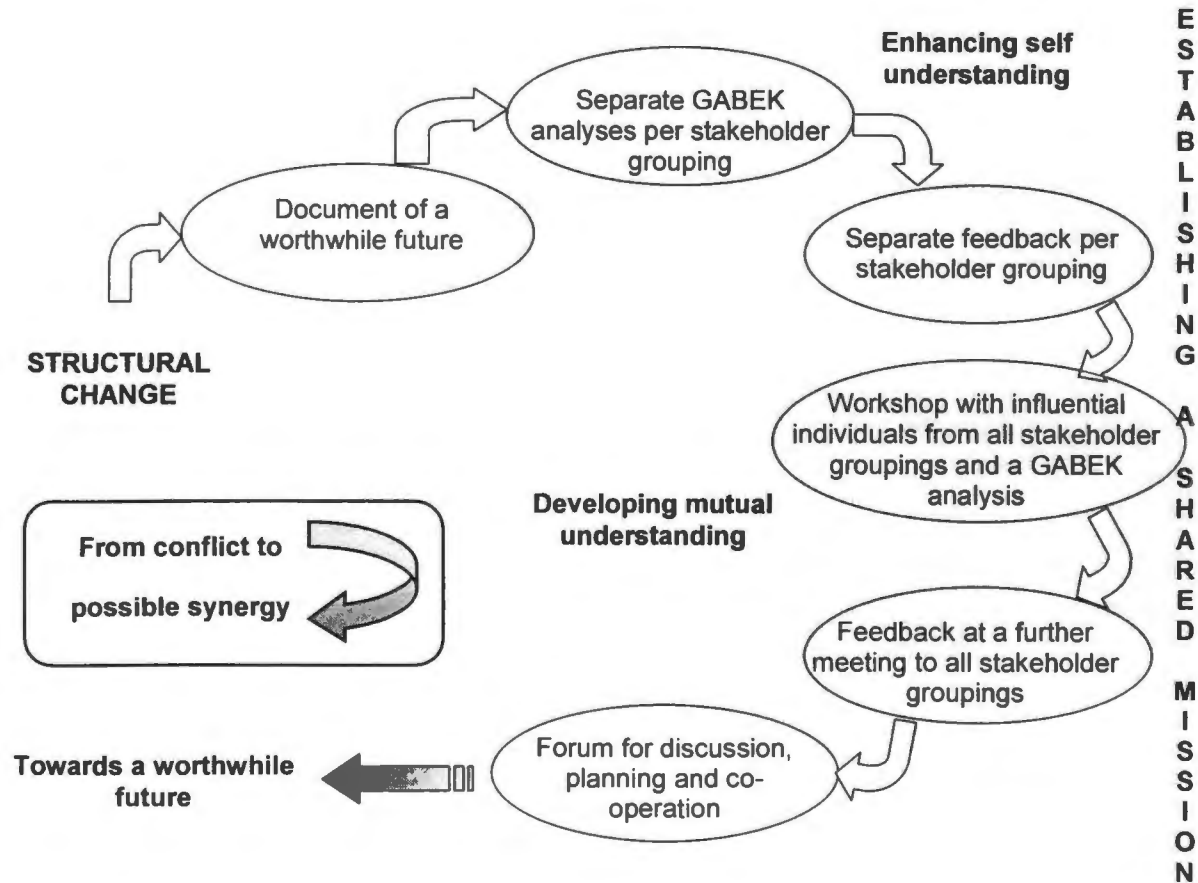 Enhancing self
understanding
Separate GABEK
analyses per stakeholder
grouping
Document of a
worthwhile future
Separate feedback per
stakeholder grouping
STRUCTURAL
CHANGE
Workshop with influential
individuals from all stakeholder
groupings and a GABEK
analysis
Developing mutual
understanding
From conflict to
possible synergy
Feedback at a further
meeting to all stakeholder
groupings
Forum for discussion,
planning and co-
operation
Towards a worthwhile
future
ESTABLISHING A SHARED MISSION